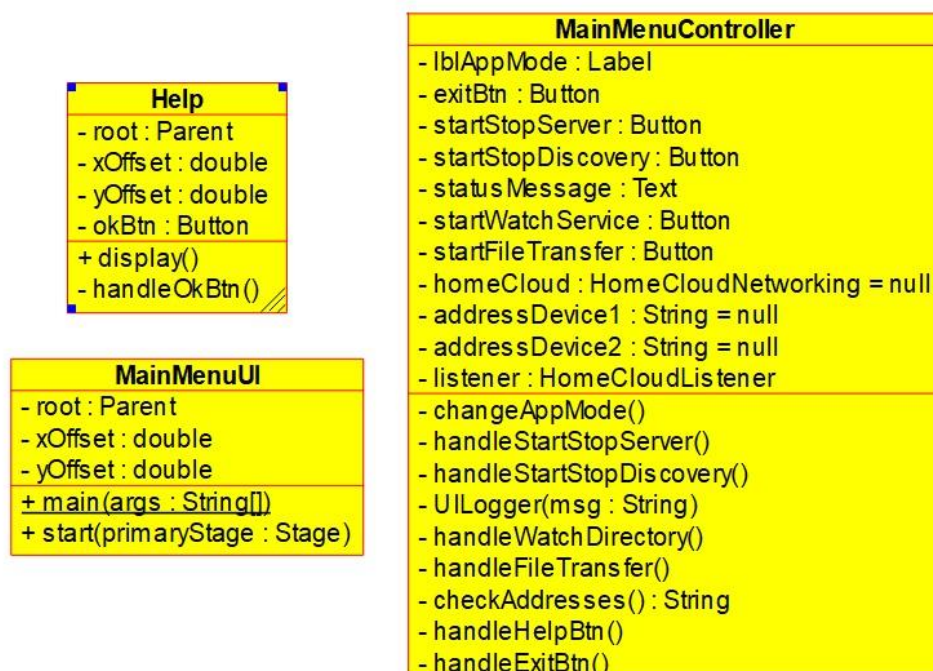 Help
- root : Parent
- xOffset : double
- yOffset : double
- okBtn : Button
+ display()
- handleOkBtn()
MainMenuUI
- root : Parent
- xOffset : double
- yOffset : double
+ main(args : String[])
+ start(primaryStage : Stage)
MainMenuController
- lblAppMode : Label
- exitBtn : Button
- startStopServer : Button
- startStopDiscovery : Button
- statusMessage : Text
- startWatchService : Button
- startFileTransfer : Button
- homeCloud : HomeCloudNetworking = null
- addressDevice1 : String = null
- addressDevice2 : String = null
- listener : HomeCloudListener
- changeAppMode()
- handleStartStopServer()
- handleStartStopDiscovery()
- UILogger(msg : String)
- handleWatchDirectory()
- handleFileTransfer()
- checkAddresses() : String
- handleHelpBtn()
- handleExitBtn()